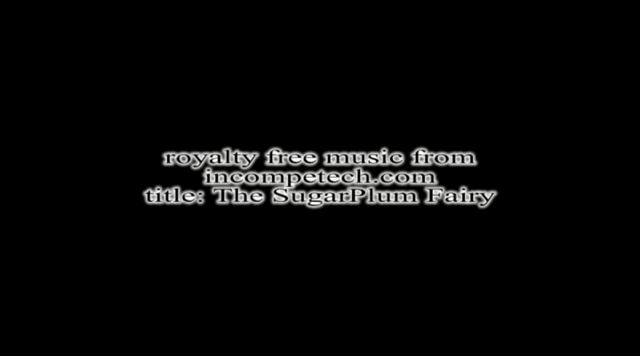 royalty free music from
incompetech.com
title: The SugarPlum Fairy